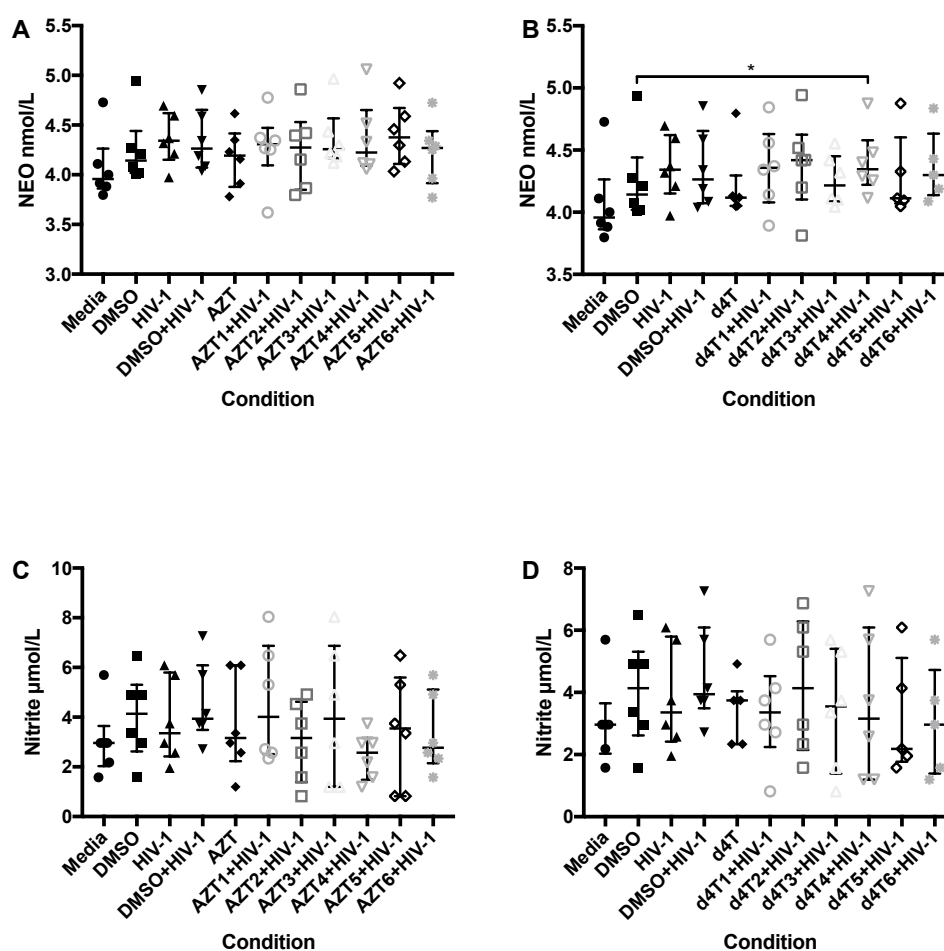 A
NEO nmol/L
5.5
5.0
4.5
4.0
3.5
3.0
Media
DMSO
HIV-1
DMSO+HIV-1
AZT
AZT1+HIV-1
AZT2+HIV-1
AZT3+HIV-1
AZT4+HIV-1
AZT5+HIV-1
AZT6+HIV-1
Condition
B
NEO nmol/L
5.5
5.0
4.5
4.0
3.5
*
Media
DMSO
HIV-1
DMSO+HIV-1
d4T
d4T1+HIV-1
d4T2+HIV-1
d4T3+HIV-1
d4T4+HIV-1
d4T5+HIV-1
d4T6+HIV-1
Condition
C
Nitrite µmol/L
10
8
6
4
2
0
Media
DMSO
HIV-1
DMSO+HIV-1
AZT
AZT1+HIV-1
AZT2+HIV-1
AZT3+HIV-1
AZT4+HIV-1
AZT5+HIV-1
AZT6+HIV-1
Condition
D
Nitrite µmol/L
8
6
4
2
0
Media
DMSO
HIV-1
DMSO+HIV-1
d4T
d4T1+HIV-1
d4T2+HIV-1
d4T3+HIV-1
d4T4+HIV-1
d4T5+HIV-1
d4T6+HIV-1
Condition